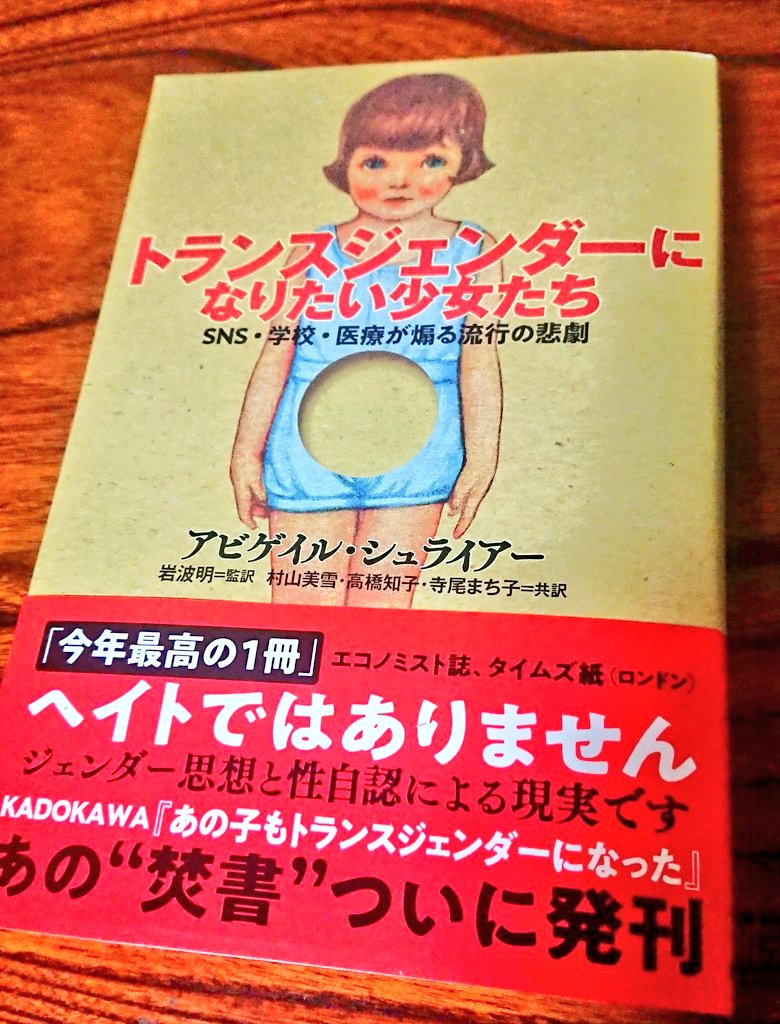 トランスジェンダーに
なりたい少女たち
SNS・学校・医療が煽る流行の悲劇
アビゲイル・シュライアー
岩波明=監訳 村山美雪・高橋知子・寺尾まち子=共訳
「今年最高の1冊」 エコノミスト誌、タイムズ紙（ロンドン）
ヘイトではありません
ジェンダー思想と性自認による現実です
KADOKAWA『あの子もトランスジェンダーになった』
あの“焚書”ついに発刊